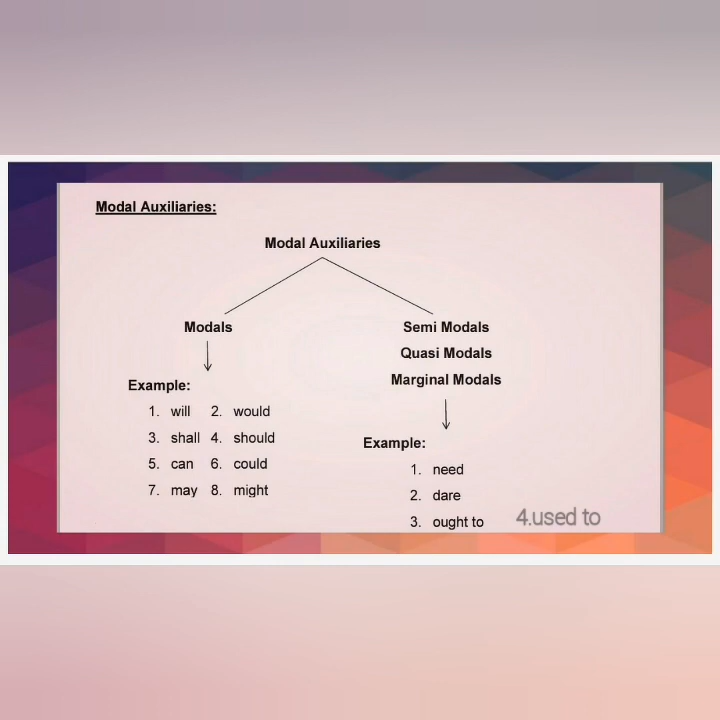 Modal Auxiliaries:
Modal Auxiliaries
Modals
Example:
1. will 2. would
3. shall 4. should
5. can 6. could
7. may 8. might
Semi Modals
Quasi Modals
Marginal Modals
Example:
1. need
2. dare
3. ought to
4.used to